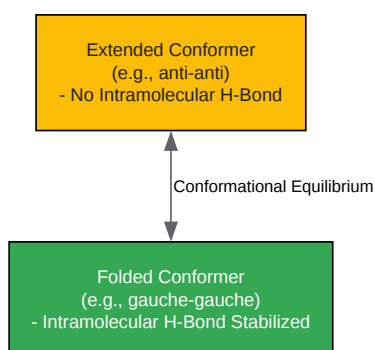 Extended Conformer
(e.g., anti-anti)
- No Intramolecular H-Bond
Conformational Equilibrium
Folded Conformer
(e.g., gauche-gauche)
- Intramolecular H-Bond Stabilized